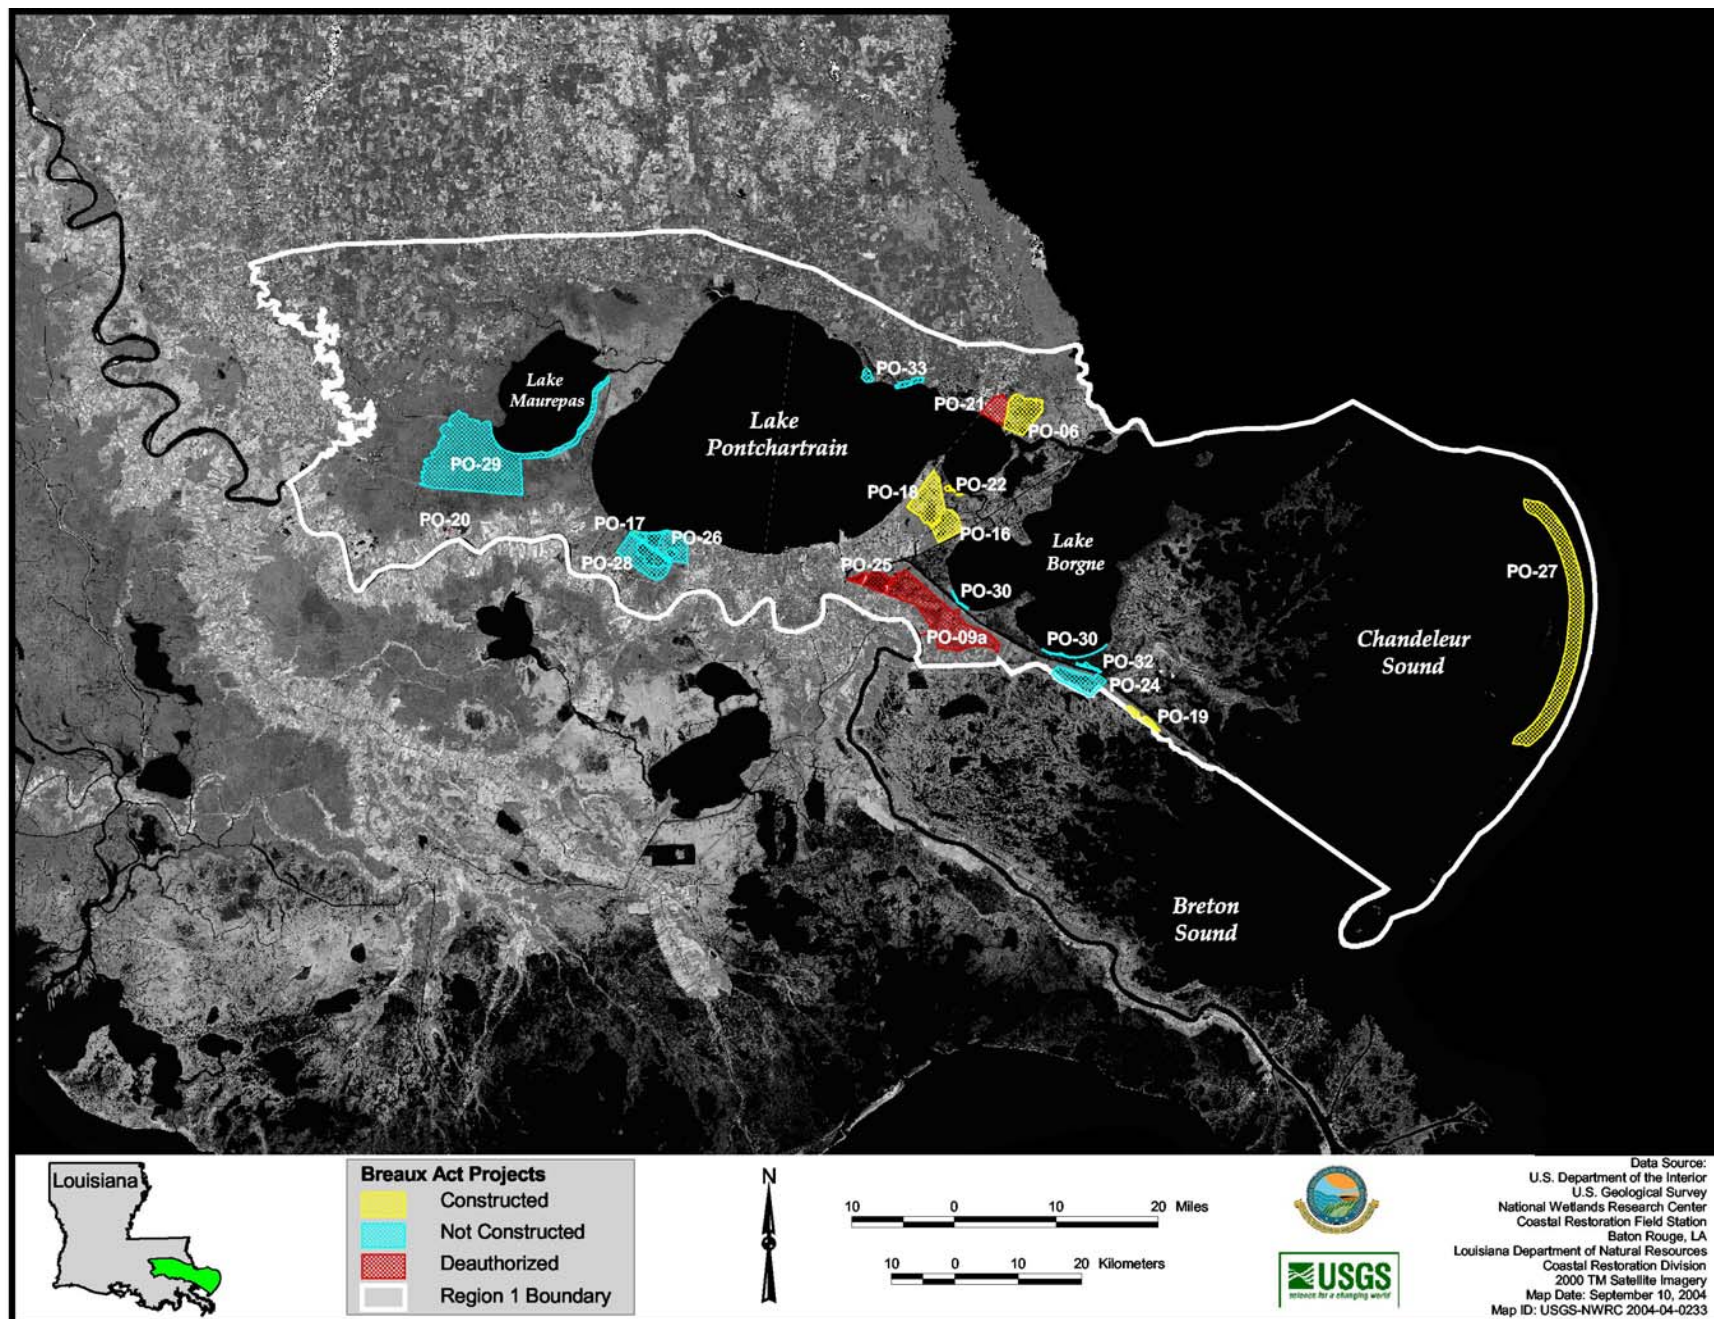 PO-33
Lake
Maurepas
PO-21
Lake
Pontchartrain
PO-06
PO-29
PO-18
PO-22
PO-20
PO-17
PO-26
PO-16
Lake
Borgne
PO-28
PO-25
PO-27
PO-30
PO-09a
PO-30
Chandeleur
Sound
PO-32
PO-24
PO-19
Breton
Sound
Louisiana
Breaux Act Projects
Constructed
Not Constructed
Deauthorized
Region 1 Boundary
N
10 0 10 20 Miles
10 0 10 20 Kilometers
USGS
science for a changing world
Data Source:
U.S. Department of the Interior
U.S. Geological Survey
National Wetlands Research Center
Coastal Restoration Field Station
Baton Rouge, LA
Louisiana Department of Natural Resources
Coastal Restoration Division
2000 TM Satellite Imagery
Map Date: September 10, 2004
Map ID: USGS-NWRC 2004-04-0233